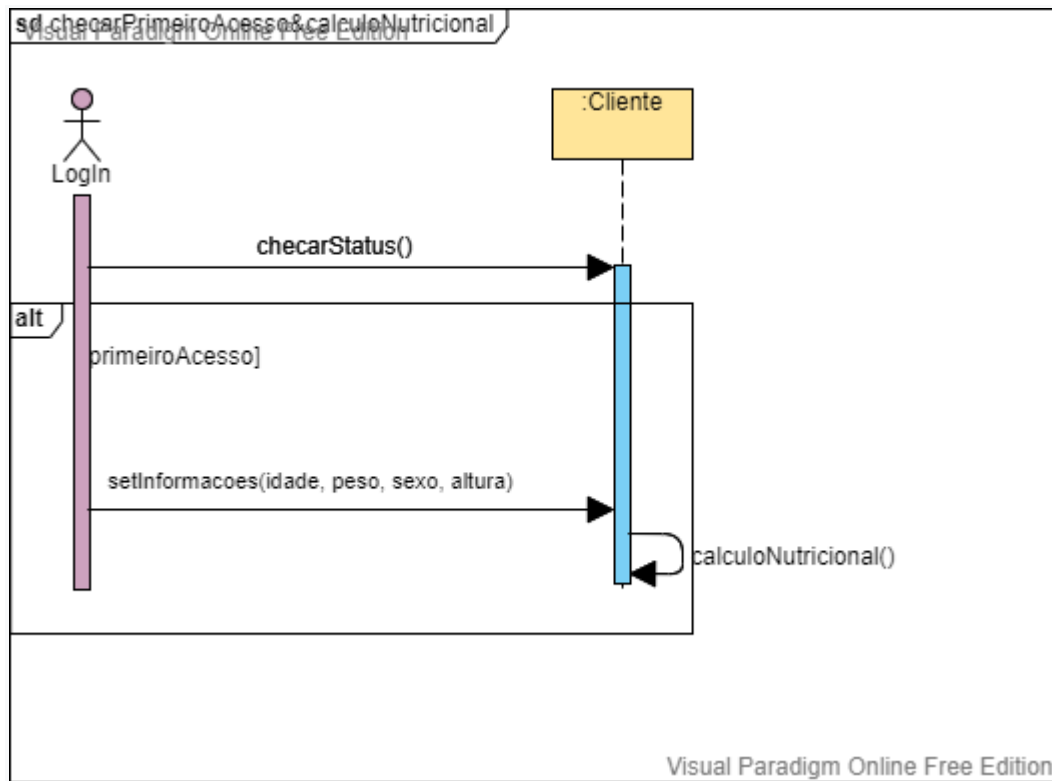 sd checarPrimeiroAcesso&calculoNutricional
Visual Paradigm Online Free Edition
:Cliente
LogIn
checarStatus()
alt
primeiroAcesso]
setInformacoes(idade, peso, sexo, altura)
calculoNutricional()
Visual Paradigm Online Free Edition